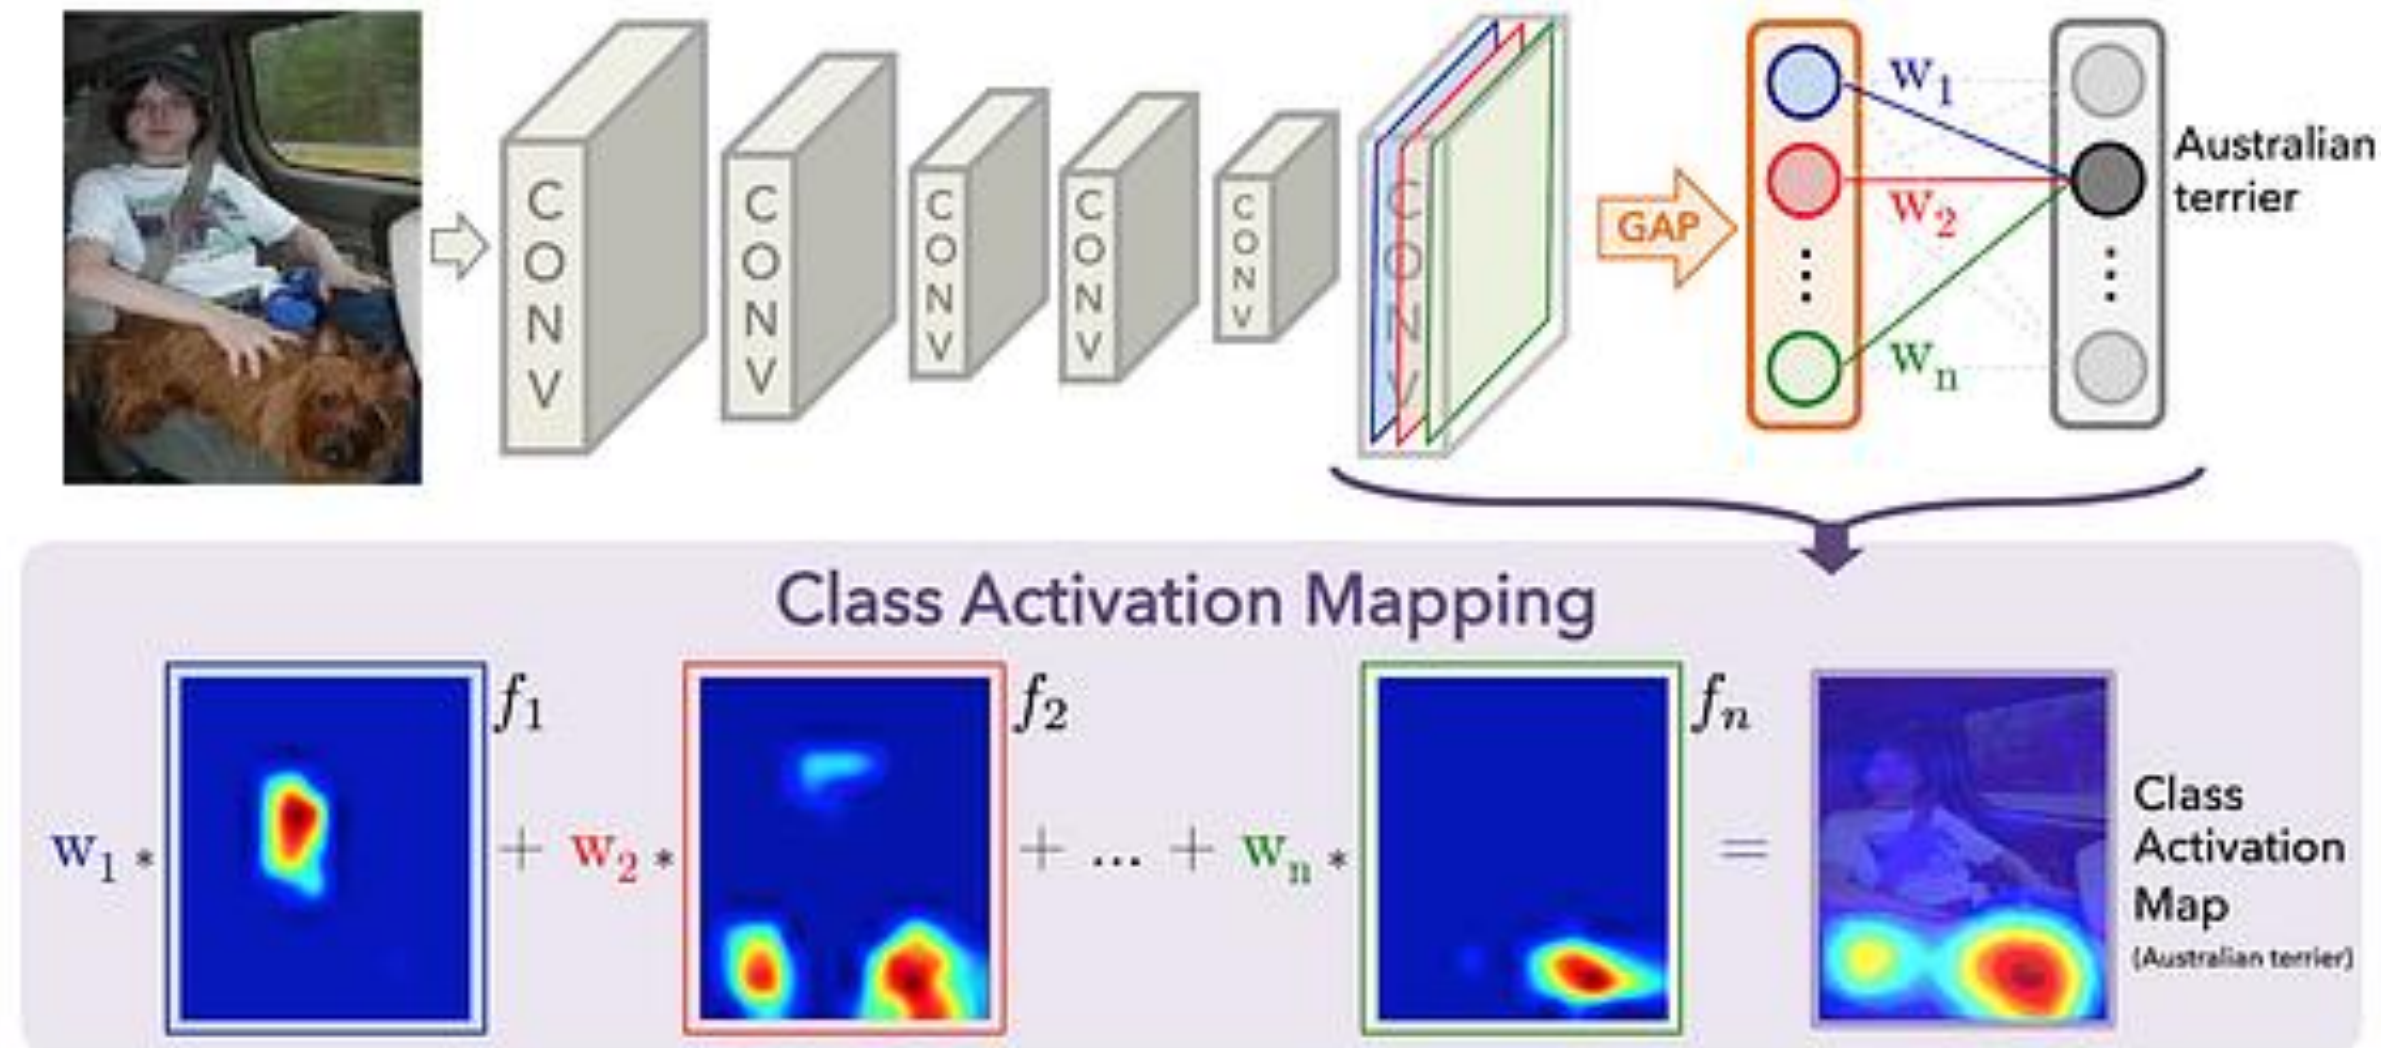 CONV
CONV
CONV
CONV
CONV
CONV
GAP
w1
w2
wn
Australian
terrier
Class Activation Mapping
w1 *
f1
+ w2 *
f2
+ ... + wn *
fn
=
Class
Activation
Map
(Australian terrier)